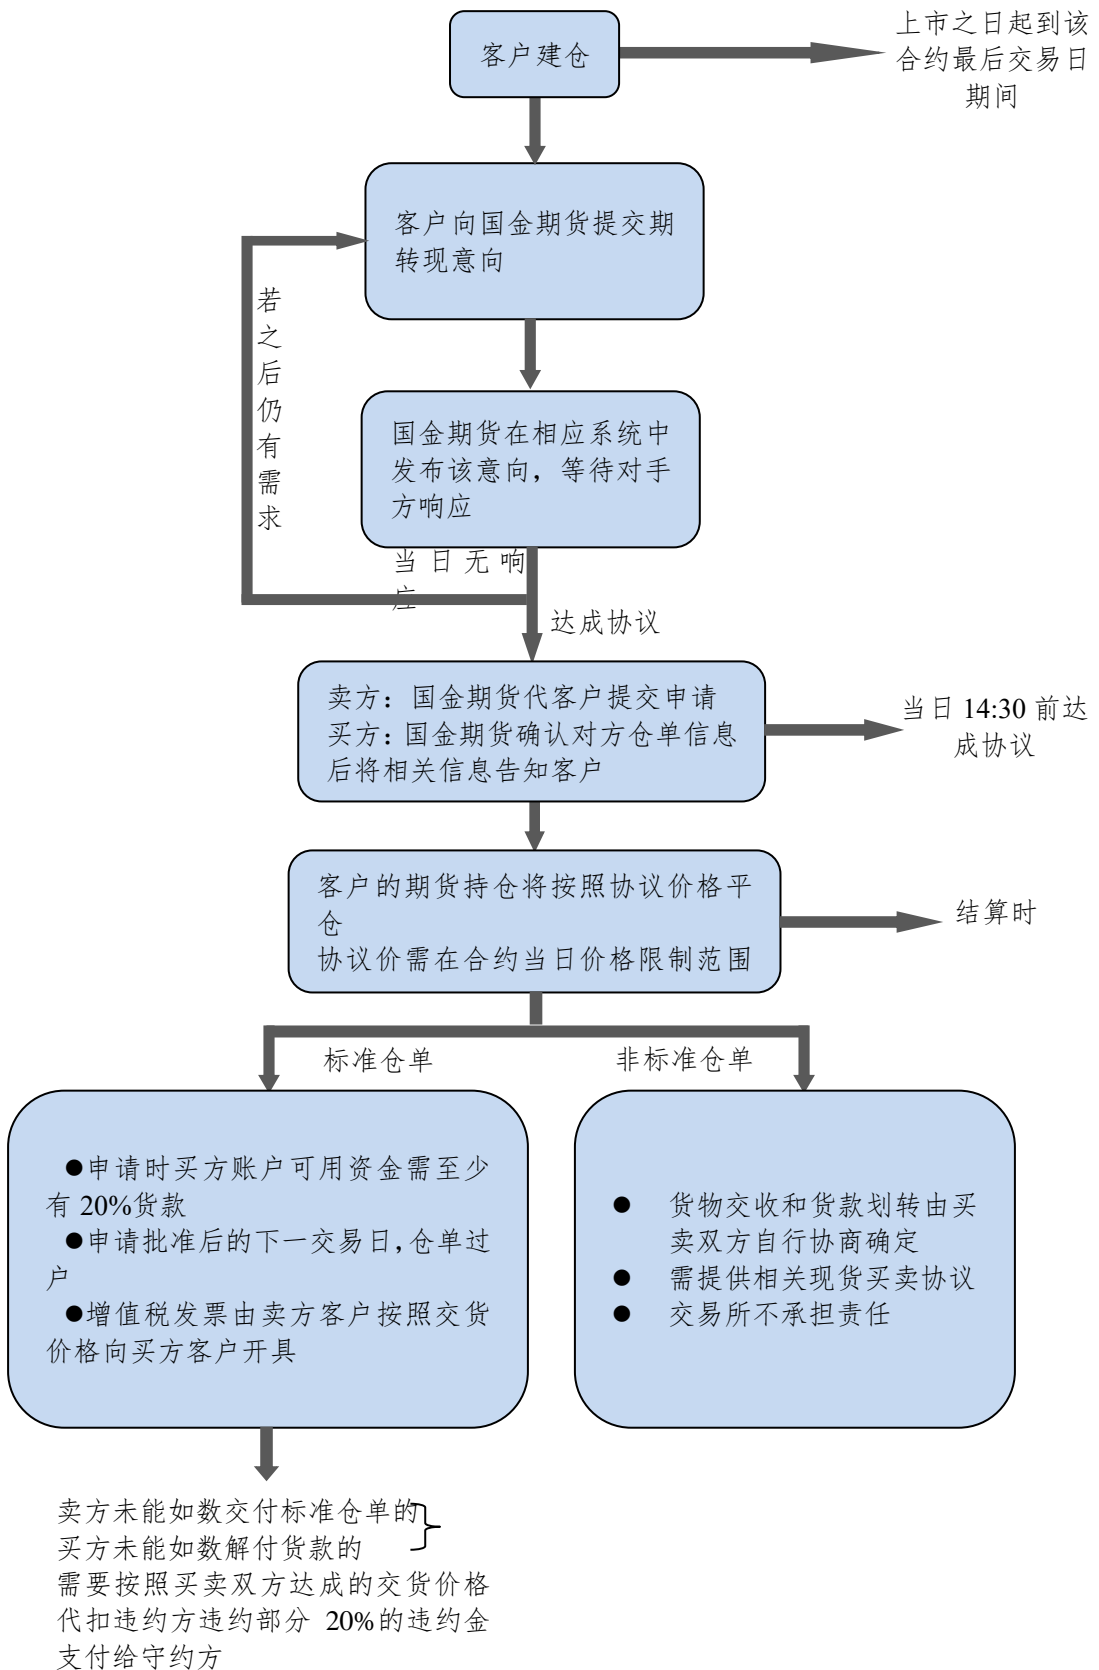 客户建仓
上市之日起到该
合约最后交易日
期间
客户向国金期货提交期
转现意向
若
之
后
仍
有
需
求
国金期货在相应系统中
发布该意向，等待对手
方响应
当日无响
应
达成协议
卖方：国金期货代客户提交申请
买方：国金期货确认对方仓单信息
后将相关信息告知客户
当日 14:30 前达
成协议
客户的期货持仓将按照协议价格平
仓
协议价需在合约当日价格限制范围
结算时
标准仓单
非标准仓单
●申请时买方账户可用资金需至少
有 20%货款
●申请批准后的下一交易日，仓单过
户
●增值税发票由卖方客户按照交货
价格向买方客户开具
● 货物交收和货款划转由买
卖双方自行协商确定
● 需提供相关现货买卖协议
● 交易所不承担责任
卖方未能如数交付标准仓单的
买方未能如数解付货款的
需要按照买卖双方达成的交货价格
代扣违约方违约部分 20%的违约金
支付给守约方